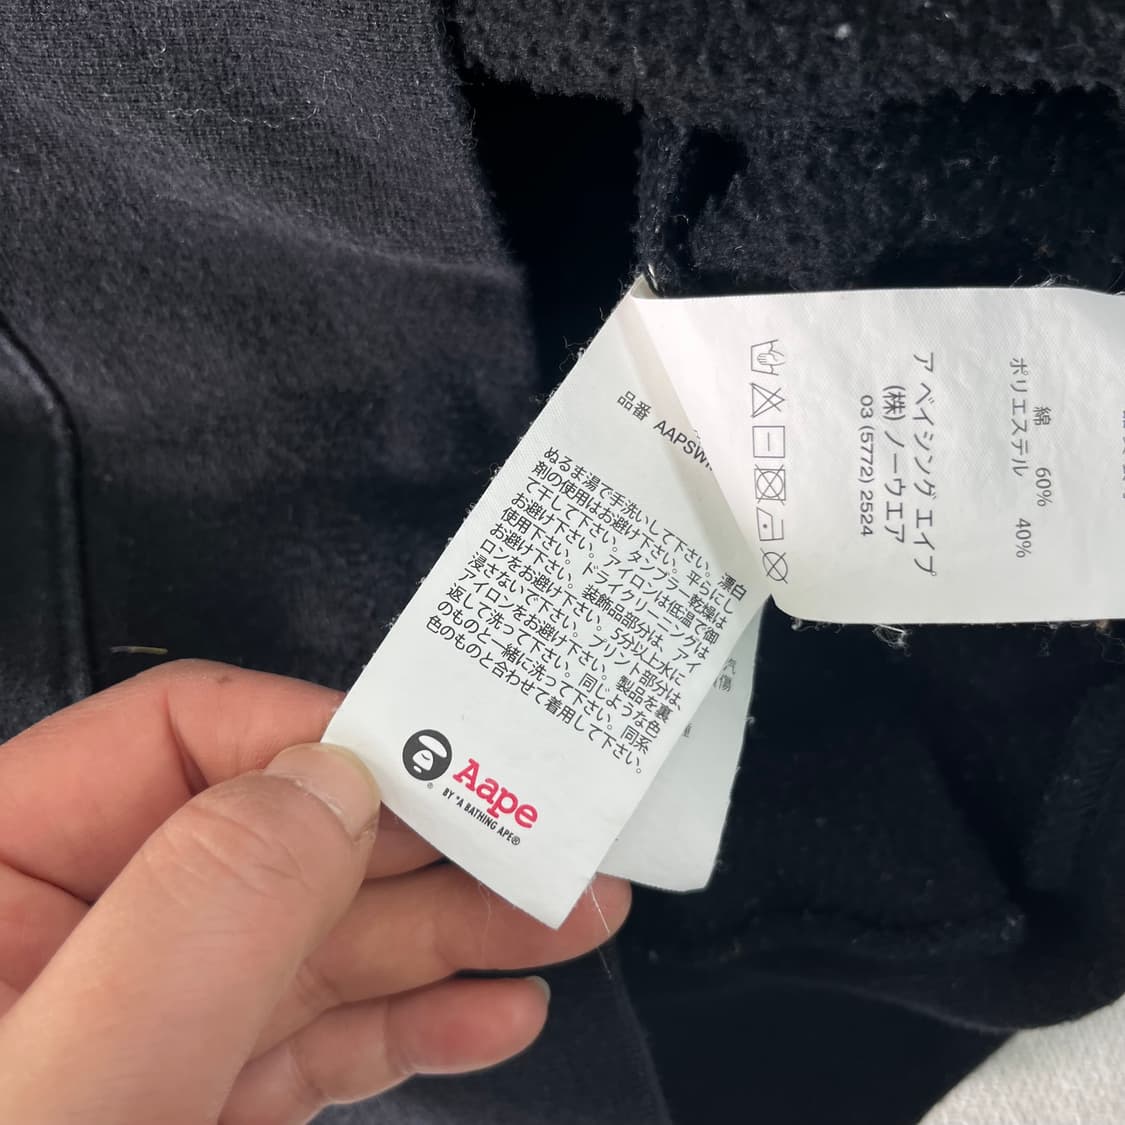 品番 AAPSW
ぬるま湯で手洗いして下さい。漂白
剤の使用はお避け下さい。平らにし
て干して下さい。タンブラー乾燥は
お避け下さい。アイロンは低温で御
使用下さい。ドライクリーニングは
お避け下さい。装飾品部分は、アイ
ロンをお避け下さい。5分以上水に
浸さないで下さい。プリント部分は、
アイロンをお避け下さい。製品を裏
返して洗って下さい。同じような色
のものと一緒に洗って下さい。同系
色のものと合わせて着用して下さい。
Aape
BY *A BATHING APE®
綿 60%
ポリエステル 40%
ア ベイシング エイプ
(株) ノーウエア
03 (5772) 2524